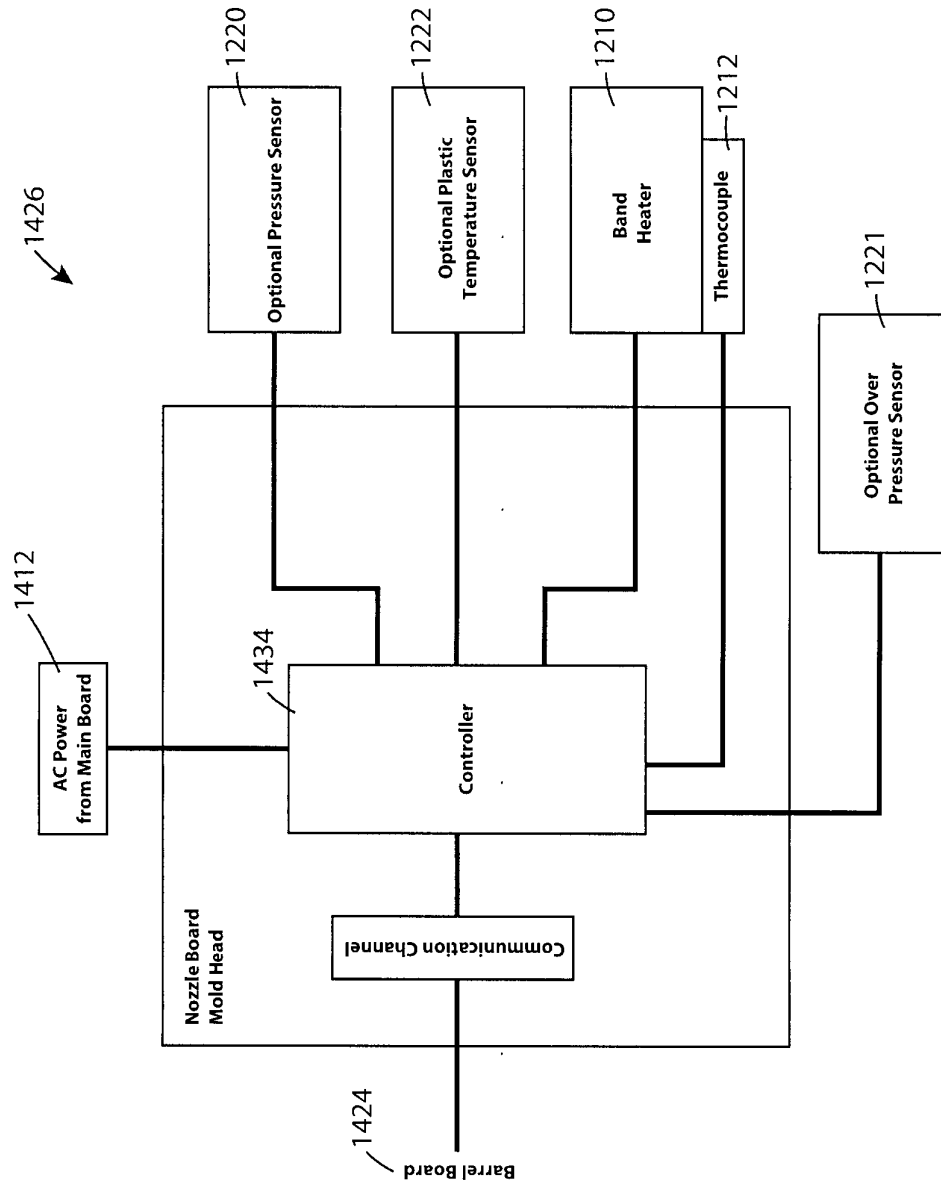 1426
1412
AC Power
from Main Board
1220
Optional Pressure Sensor
1222
Optional Plastic
Temperature Sensor
1210
Band
Heater
1212
Thermocouple
1221
Optional Over
Pressure Sensor
1434
Controller
Nozzle Board
Mold Head
Communication Channel
1424
Barrel Board